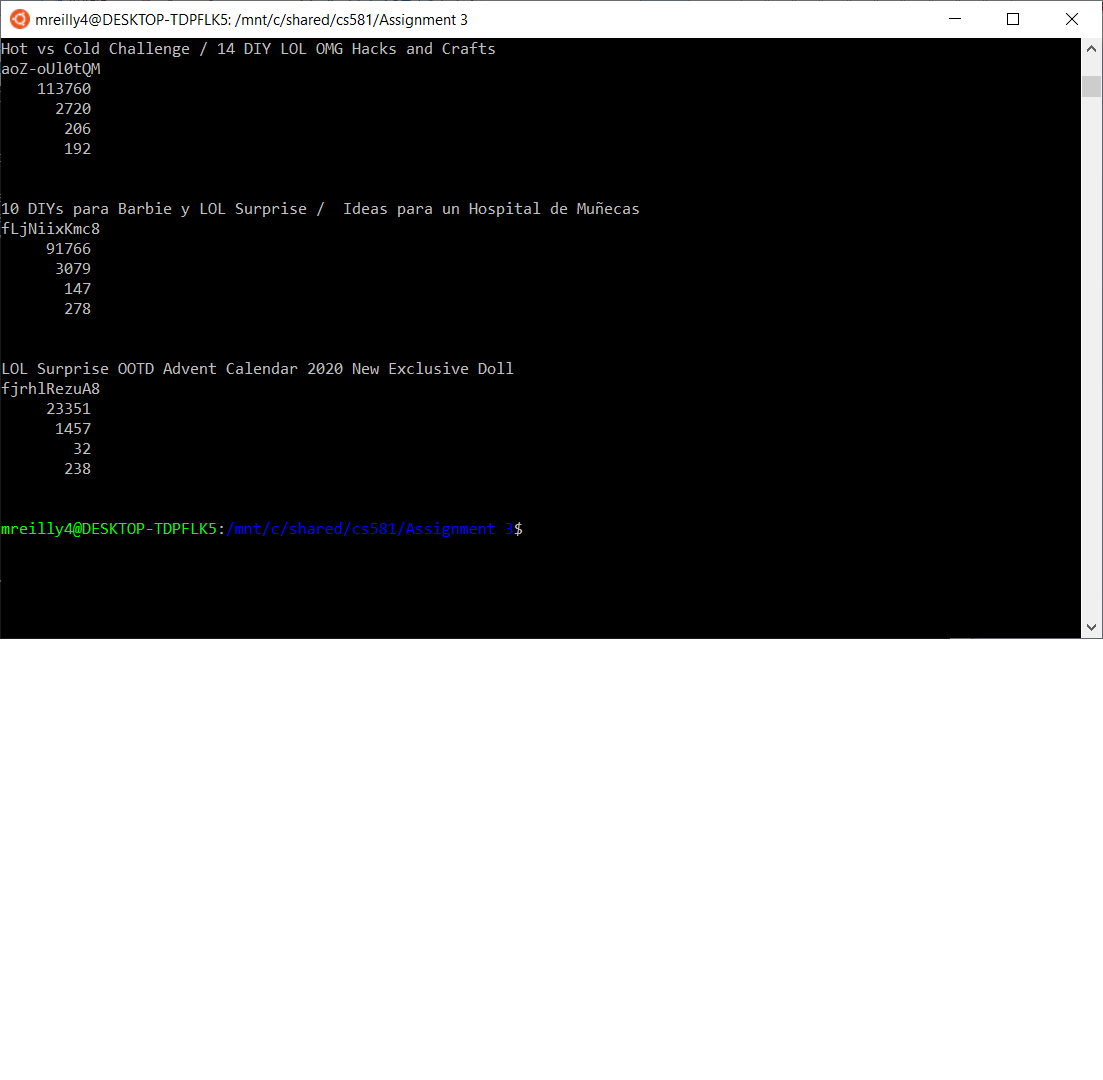 mreilly4@DESKTOP-TDPFLK5: /mnt/c/shared/cs581/Assignment 3
Hot vs Cold Challenge / 14 DIY LOL OMG Hacks and Crafts
aoZ-oUl0tQM
113760
2720
206
192
10 DIYs para Barbie y LOL Surprise /  Ideas para un Hospital de Muñecas
fLjNiixKmc8
91766
3079
147
278
LOL Surprise OOTD Advent Calendar 2020 New Exclusive Doll
fjrhlRezuA8
23351
1457
32
238
mreilly4@DESKTOP-TDPFLK5:/mnt/c/shared/cs581/Assignment 3$